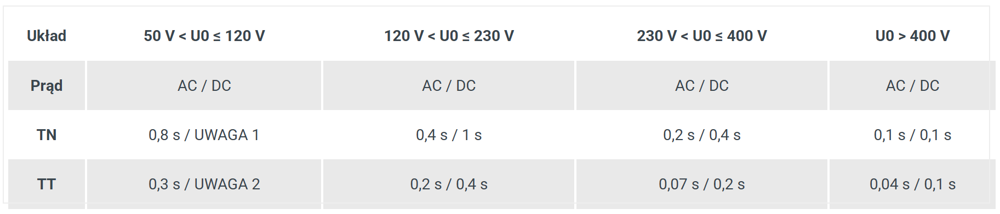 Układ 50 V < U0 ≤ 120 V 120 V < U0 ≤ 230 V 230 V < U0 ≤ 400 V U0 > 400 V
Prąd AC / DC AC / DC AC / DC AC / DC
TN 0,8 s / UWAGA 1 0,4 s / 1 s 0,2 s / 0,4 s 0,1 s / 0,1 s
TT 0,3 s / UWAGA 2 0,2 s / 0,4 s 0,07 s / 0,2 s 0,04 s / 0,1 s